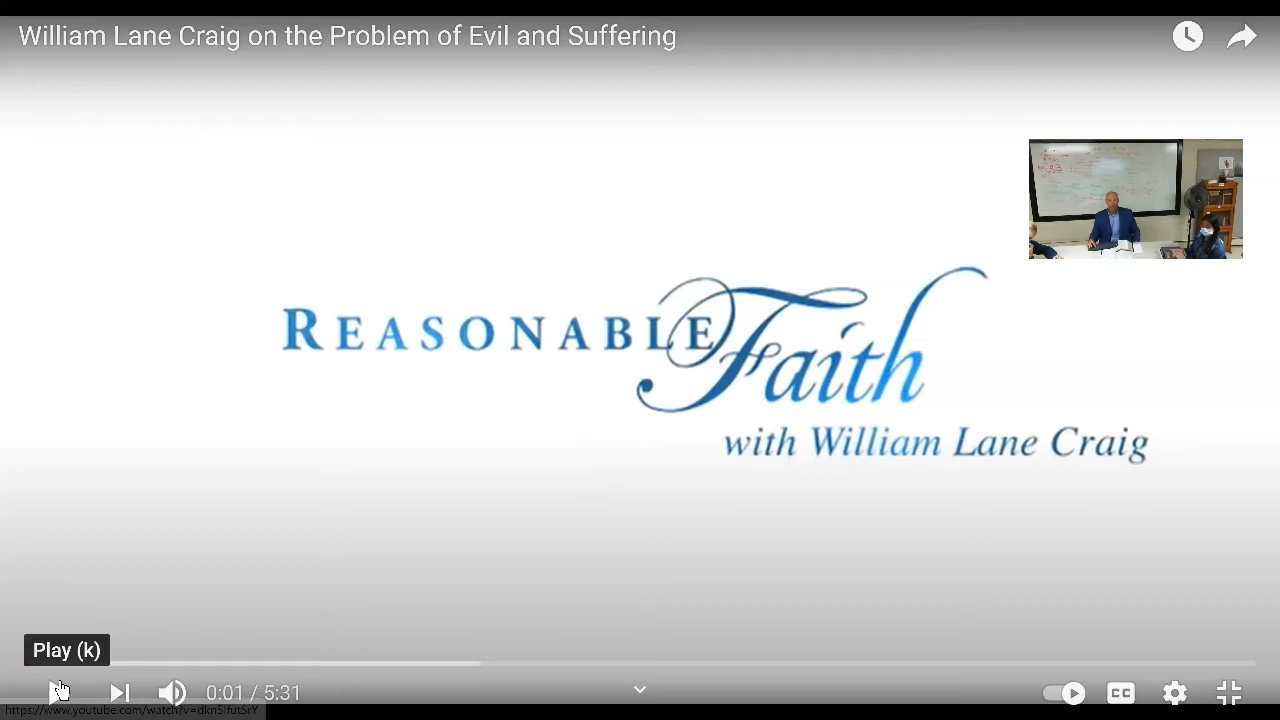 William Lane Craig on the Problem of Evil and Suffering
REASONABLE
Faith
with William Lane Craig
Play (k)
0:01 / 5:31
CC